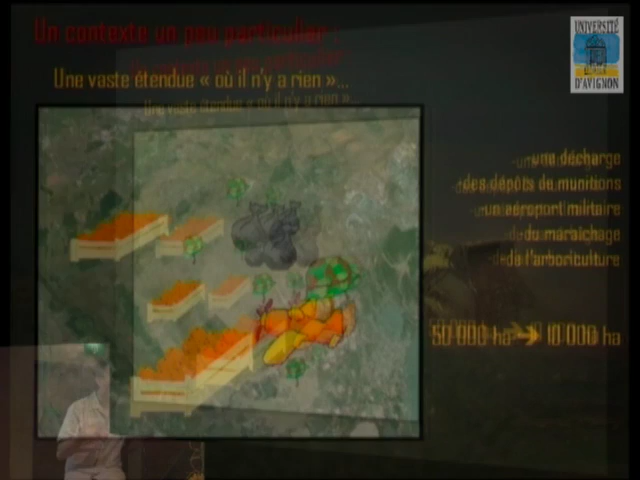 Un contexte un peu particulier :
Une vaste étendue « où il n'y a rien »...
UNIVERSITÉ
D'AVIGNON
-une décharge
-des dépôts de munitions
-un aéroport militaire
-du maraîchage
-de l'arboriculture
50 000 ha → 10 000 ha